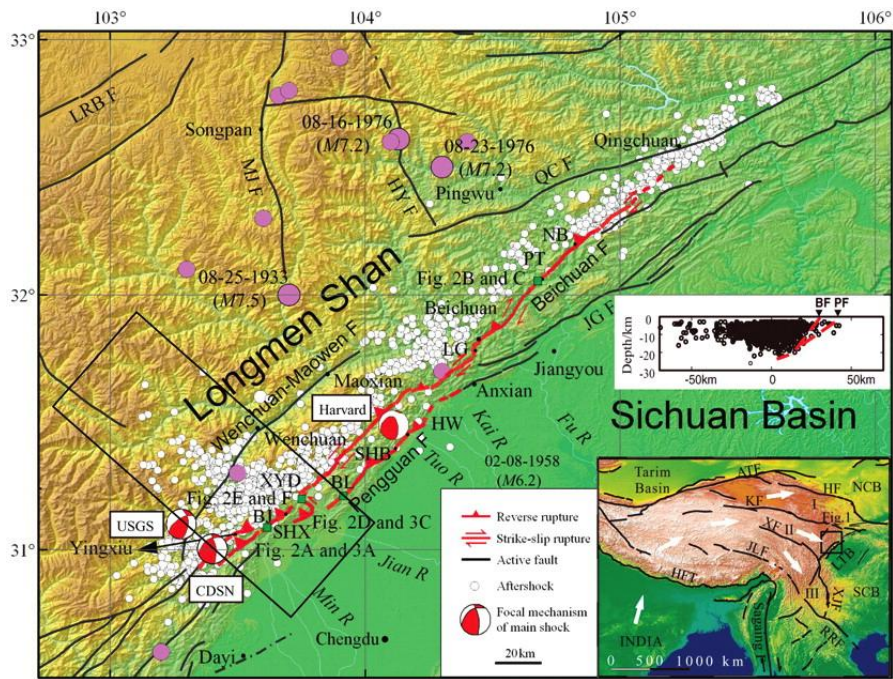 103° 104° 105° 106°
33°
LRB F
Songpan
08-16-1976
(M7.2)
08-23-1976
(M7.2)
Qingchuan
MJ F
HY F
Pingwu
QC F
NB
PT
08-25-1933
(M7.5)
Fig. 2B and C
Beichuan F
32°
Longmen Shan
Beichuan
JG F
BF PF
Depth/km
0
-10
-20
-30
-50km 0 50km
LG
Jiangyou
Wenchuan-Maowen F
Maoxian
Anxian
Harvard
Sichuan Basin
HW
Kai R
Fu R
Wenchuan
SHB
Pengguan F
Tuo R
02-08-1958
(M6.2)
XYD
BL
Fig. 2E and F
USGS
BJ
Fig. 2D and 3C
SHX
Yingxiu
31°
Fig. 2A and 3A
Jian R
CDSN
Min R
Chengdu
Dayi
Reverse rupture
Strike-slip rupture
Active fault
Aftershock
Focal mechanism
of main shock
20km
Tarim
Basin
ATF
KF
HF
NCB
I
Fig.1
XF II
JLF
LTB
HFT
III
XJF
SCB
Sagaing F
RRF
INDIA
0 500 1000 km